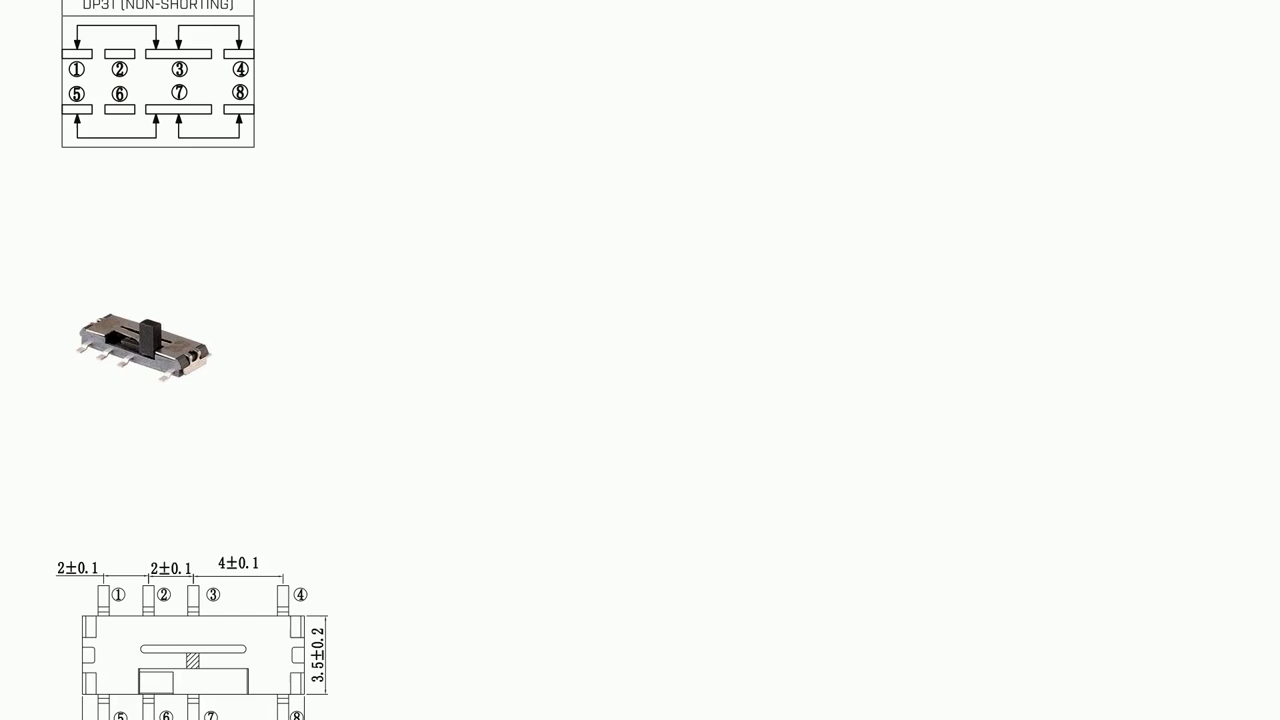 DP3T (NON-SHORTING)
① ② ③ ④
⑤ ⑥ ⑦ ⑧
2±0.1 2±0.1 4±0.1
① ② ③ ④
3.5±0.2
⑤ ⑥ ⑦ ⑧